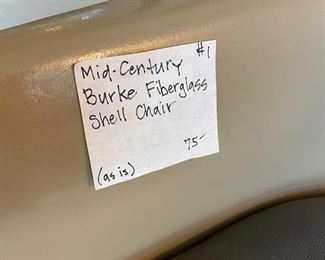 #1
Mid-Century
Burke Fiberglass
Shell Chair
75-
(as is)